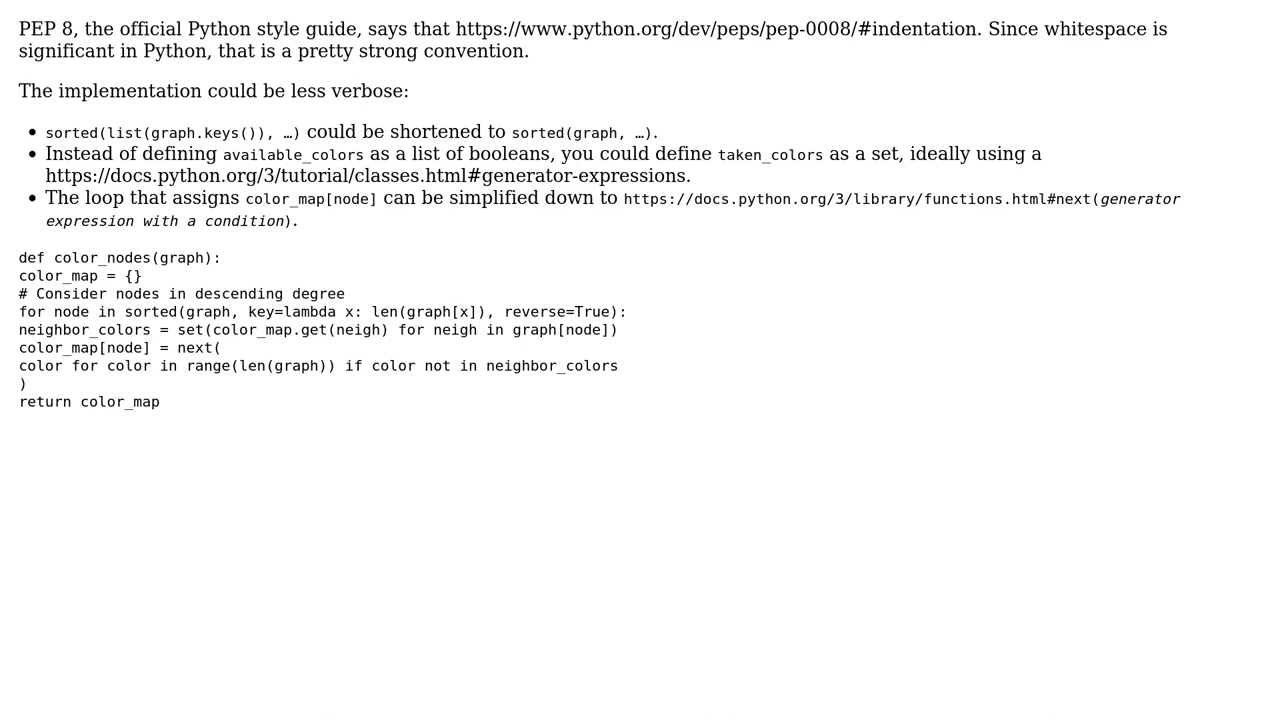 PEP 8, the official Python style guide, says that https://www.python.org/dev/peps/pep-0008/#indentation. Since whitespace is
significant in Python, that is a pretty strong convention.
The implementation could be less verbose:
• sorted(list(graph.keys()), …) could be shortened to sorted(graph, …).
• Instead of defining available_colors as a list of booleans, you could define taken_colors as a set, ideally using a
https://docs.python.org/3/tutorial/classes.html#generator-expressions.
• The loop that assigns color_map[node] can be simplified down to https://docs.python.org/3/library/functions.html#next(generator
expression with a condition).
def color_nodes(graph):
color_map = {}
# Consider nodes in descending degree
for node in sorted(graph, key=lambda x: len(graph[x]), reverse=True):
neighbor_colors = set(color_map.get(neigh) for neigh in graph[node])
color_map[node] = next(
color for color in range(len(graph)) if color not in neighbor_colors
)
return color_map